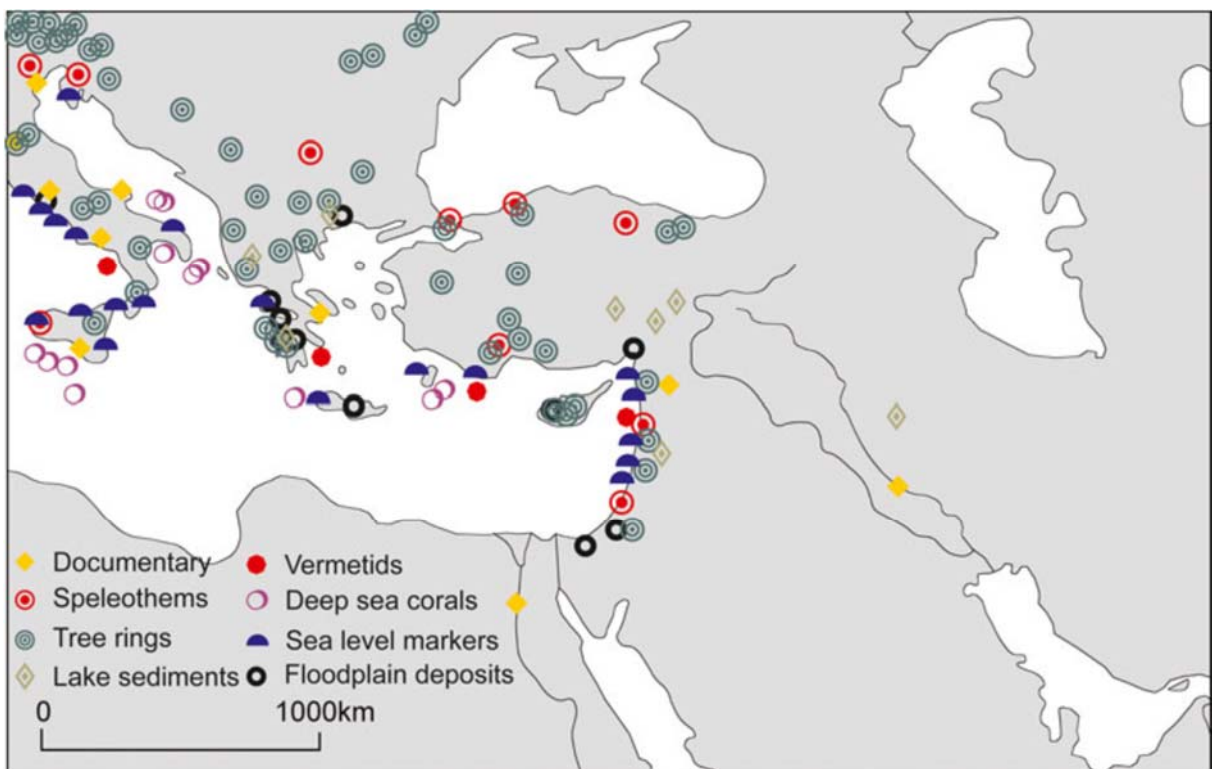 Documentary
Vermetids
Speleothems
Deep sea corals
Tree rings
Sea level markers
Lake sediments
Floodplain deposits
0
1000km